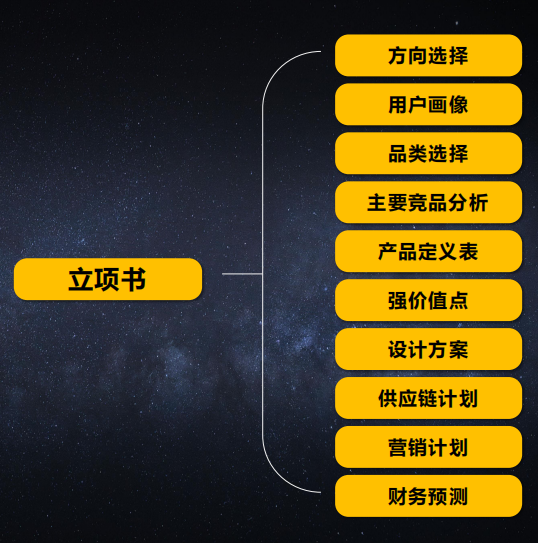 立项书
方向选择
用户画像
品类选择
主要竞品分析
产品定义表
强价值点
设计方案
供应链计划
营销计划
财务预测